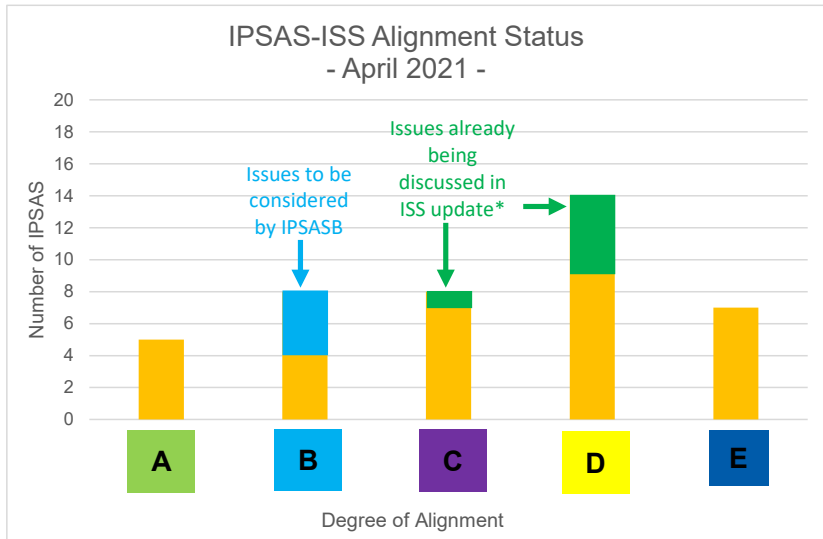 IPSAS-ISS Alignment Status
- April 2021 -
Number of IPSAS
20
18
16
14
12
10
8
6
4
2
0
Issues to be
considered
by IPSASB
Issues already
being
discussed in
ISS update*
A
B
C
D
E
Degree of Alignment